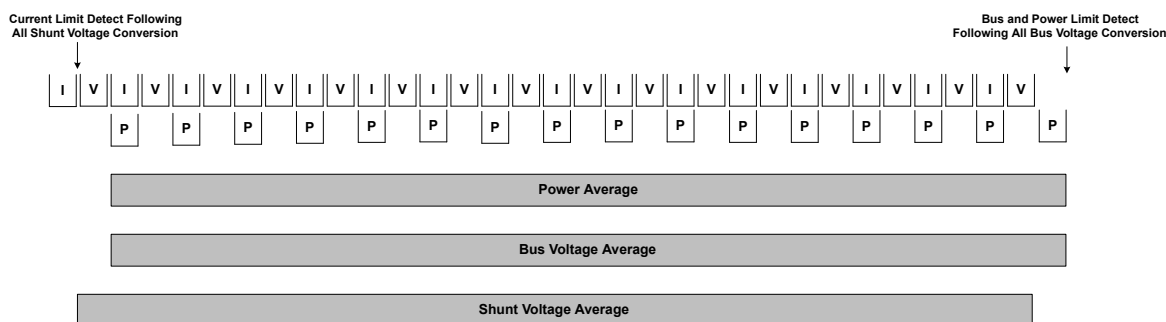 Current Limit Detect Following
All Shunt Voltage Conversion
Bus and Power Limit Detect
Following All Bus Voltage Conversion
I V I V I V I V I V I V I V I V I V I V I V I V I V I V I V I V
P P P P P P P P P P P P P P P P
Power Average
Bus Voltage Average
Shunt Voltage Average